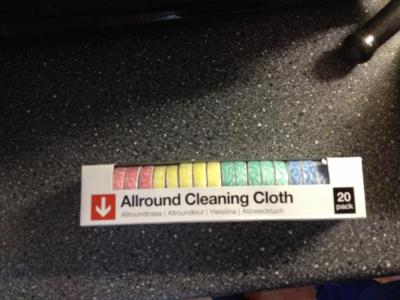 Allround Cleaning Cloth
Allroundtrasa | Allroundklut | Yleisliina | Allzwecktuch
20
pack